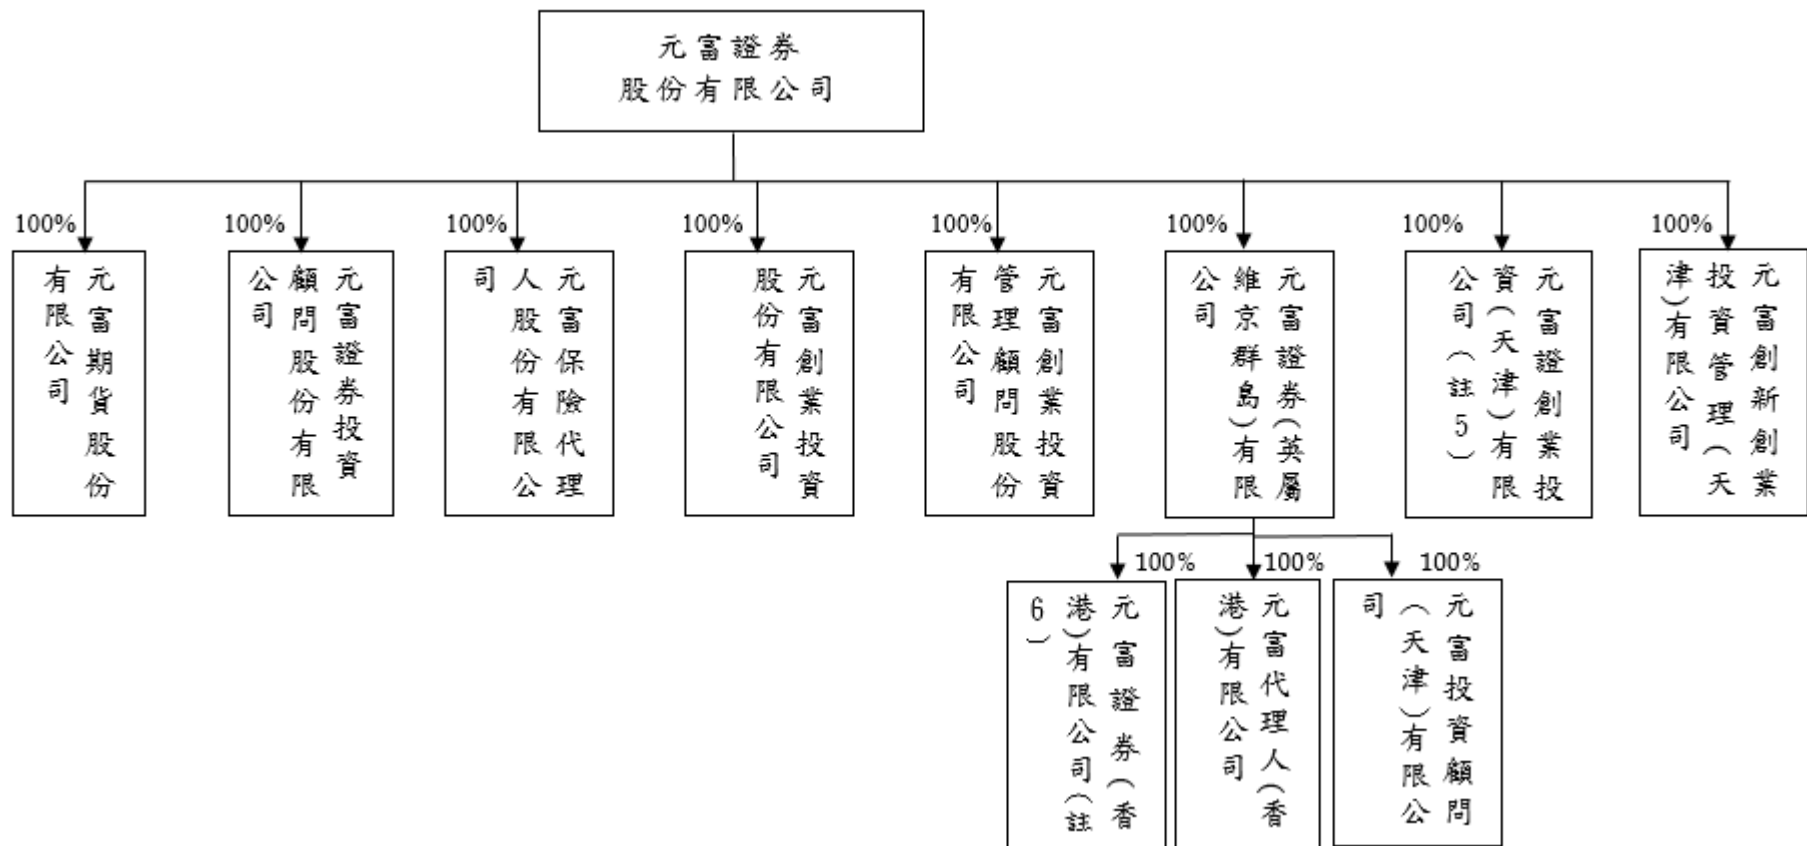 元富證券
股份有限公司
100%
100%
100%
100%
100%
100%
100%
100%
元富期貨股份
有限公司
元富證券投資
顧問股份有限
公司
元富保險代理
人股份有限公
司
元富創業投資
股份有限公司
元富創業投資
管理顧問股份
有限公司
元富證券(英屬
維京群島)有限
公司
元富證創業投
資(天津)有限
公司(註5)
元富創新創業
投資管理(天
津)有限公司
100%
100%
100%
元富證券(香
港)有限公司(註
6)
元富代理人(香
港)有限公司
元富投資顧問
(天津)有限公
司